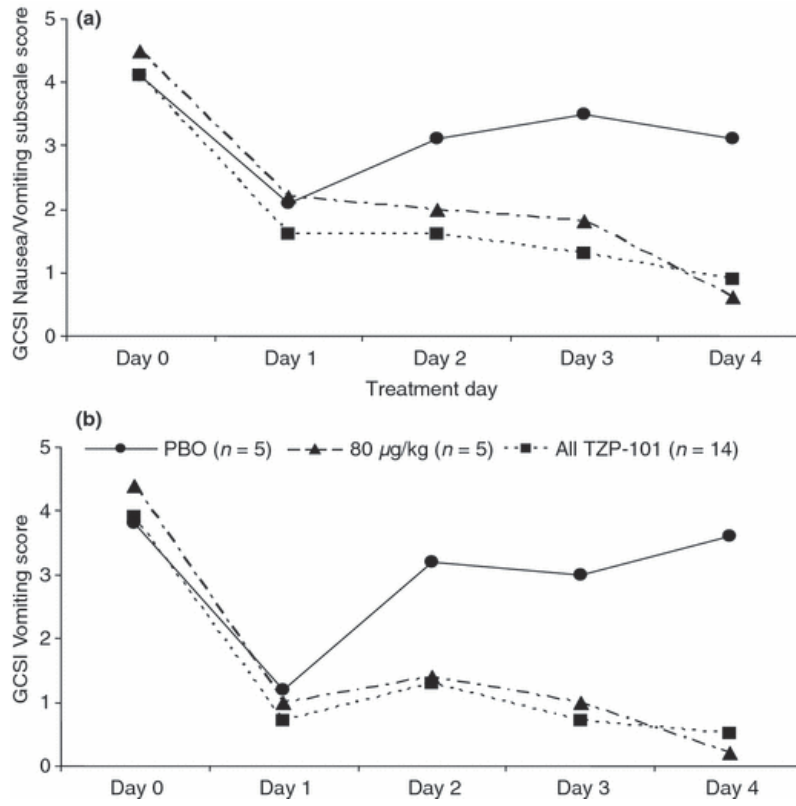 (a)
GCSI Nausea/Vomiting subscale score
5
4
3
2
1
0
Day 0 Day 1 Day 2 Day 3 Day 4
Treatment day
(b)
PBO (n = 5) 80 µg/kg (n = 5) All TZP-101 (n = 14)
GCSI Vomiting score
5
4
3
2
1
0
Day 0 Day 1 Day 2 Day 3 Day 4